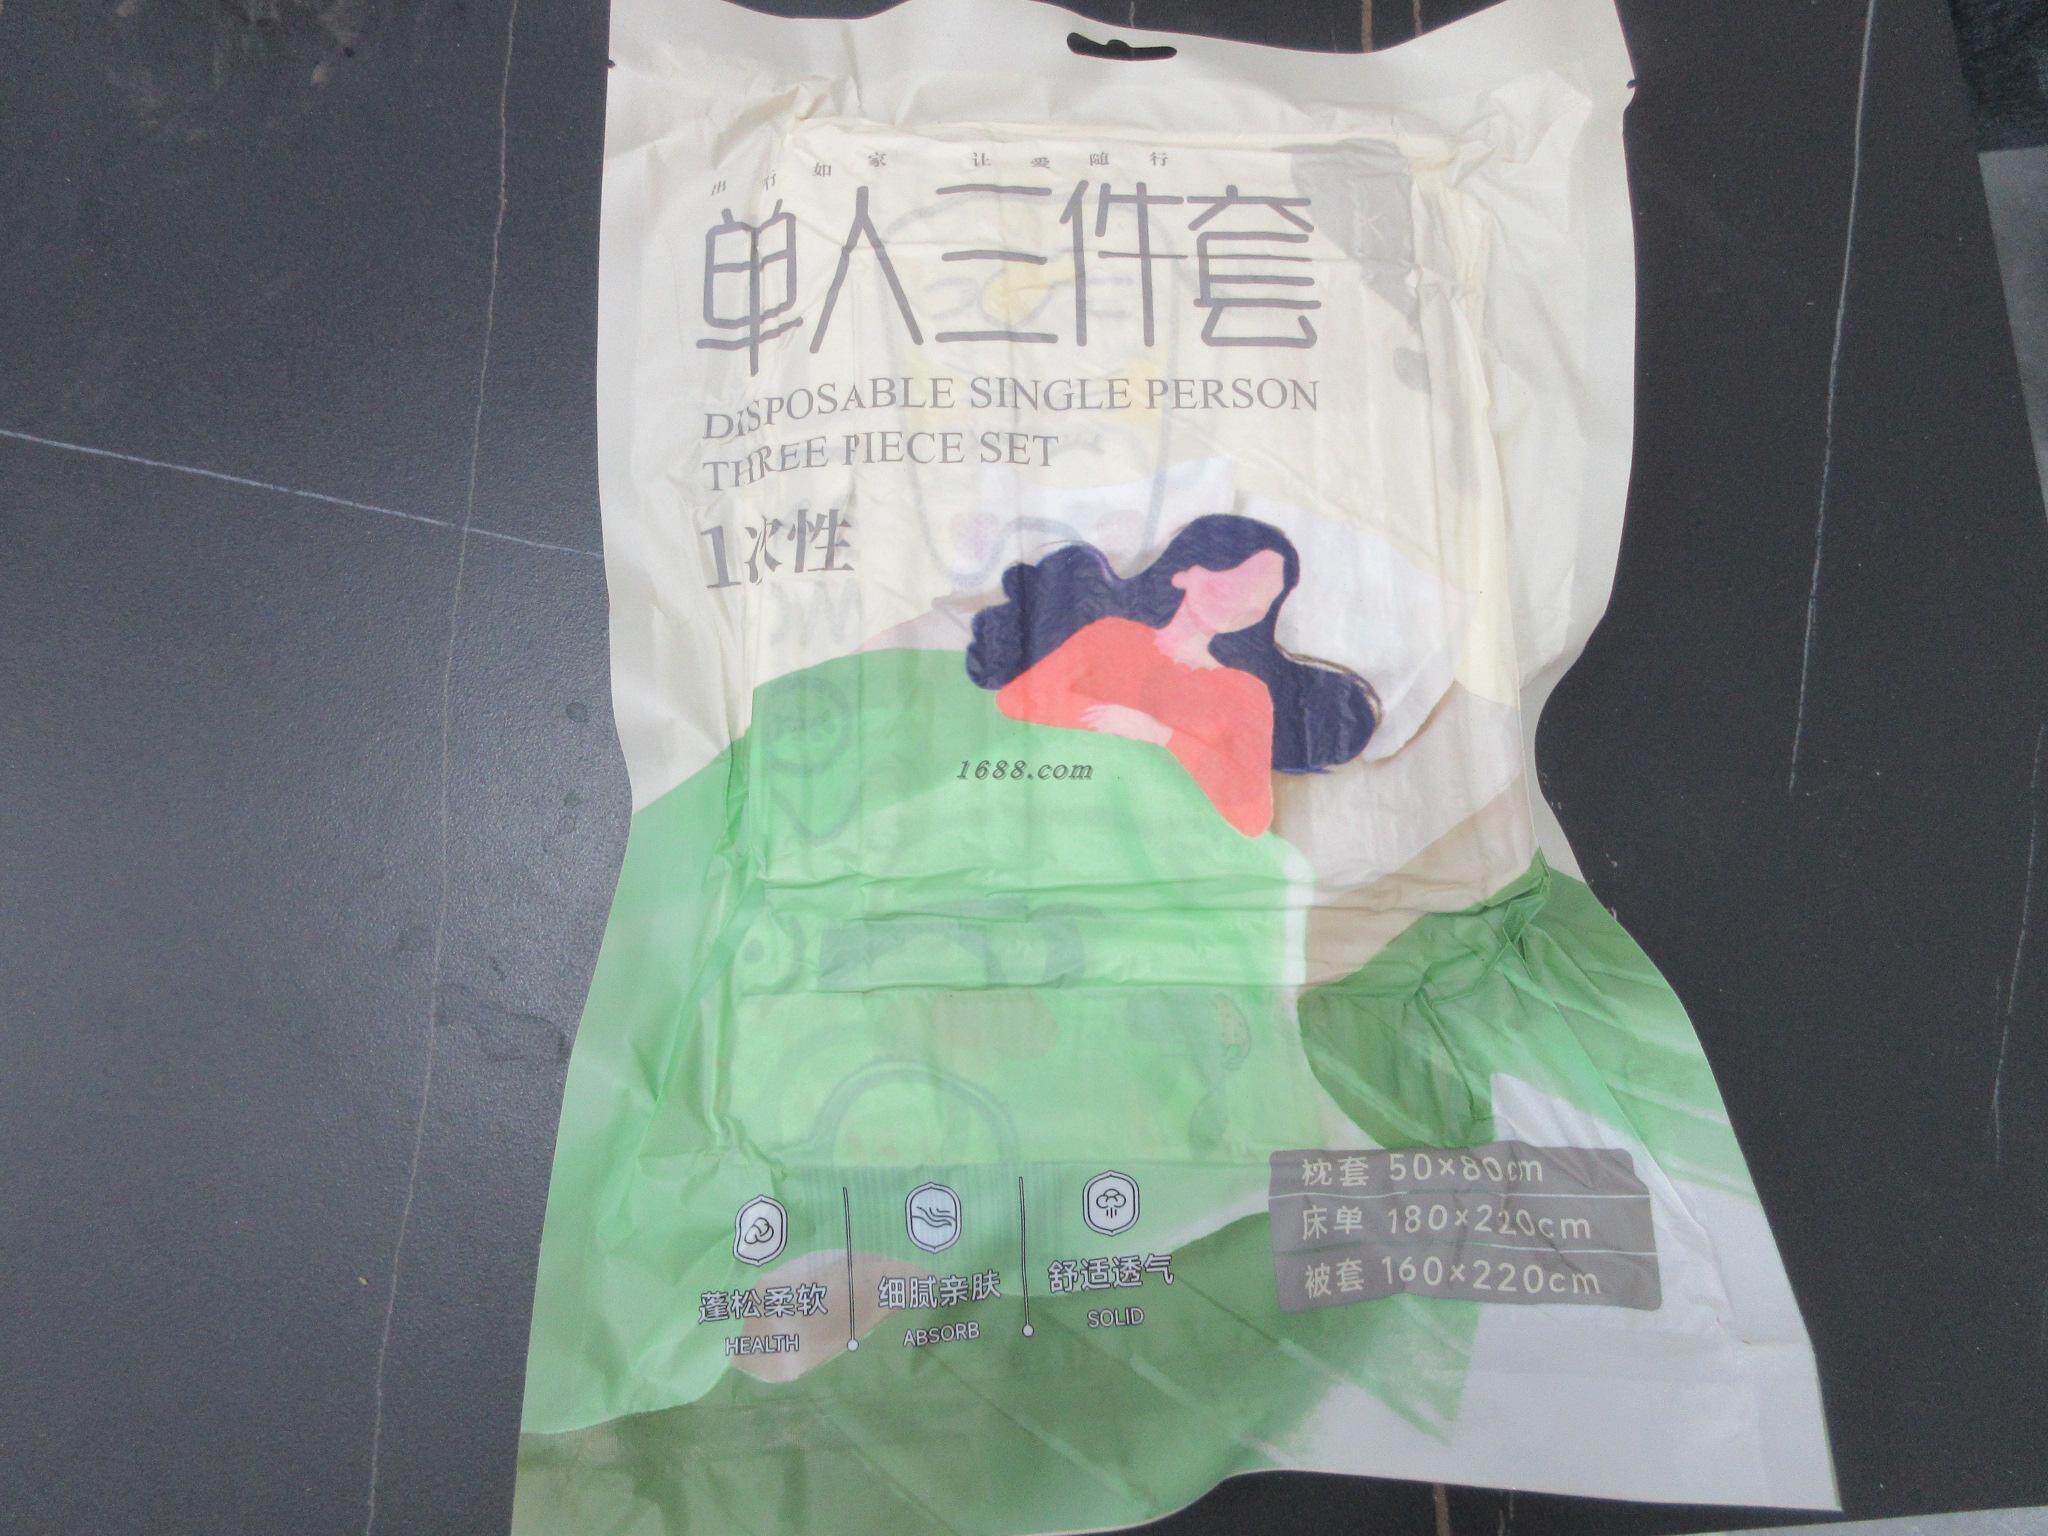 出行如家 让爱随行
单人三件套
DISPOSABLE SINGLE PERSON
THREE PIECE SET
1次性
1688.com
蓬松柔软
HEALTH
细腻亲肤
ABSORB
舒适透气
SOLID
枕套 50×80cm
床单 180×220cm
被套 160×220cm